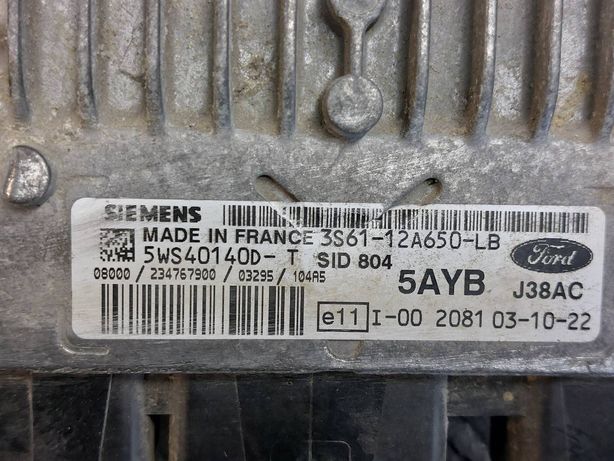 SIEMENS
MADE IN FRANCE 3S61-12A650-LB
5WS40140D- T SID 804
Ford
08000 / 234767900 / 03295 / 104A5
5AYB J38AC
e11 I-00 2081 03-10-22